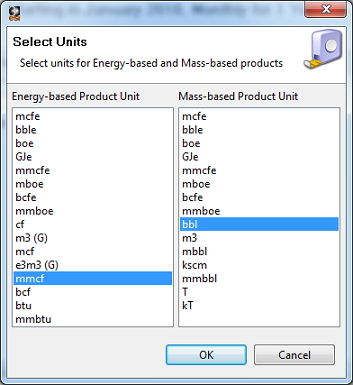 Select Units
Select units for Energy-based and Mass-based products
Energy-based Product Unit
mcfe
bble
boe
GJe
mmcfe
mboe
bcfe
mmboe
cf
m3 (G)
mcf
e3m3 (G)
mmcf
bcf
btu
mmbtu
Mass-based Product Unit
mcfe
bble
boe
GJe
mmcfe
mboe
bcfe
mmboe
bbl
m3
mbbl
kscm
mmbbl
T
kT
OK
Cancel